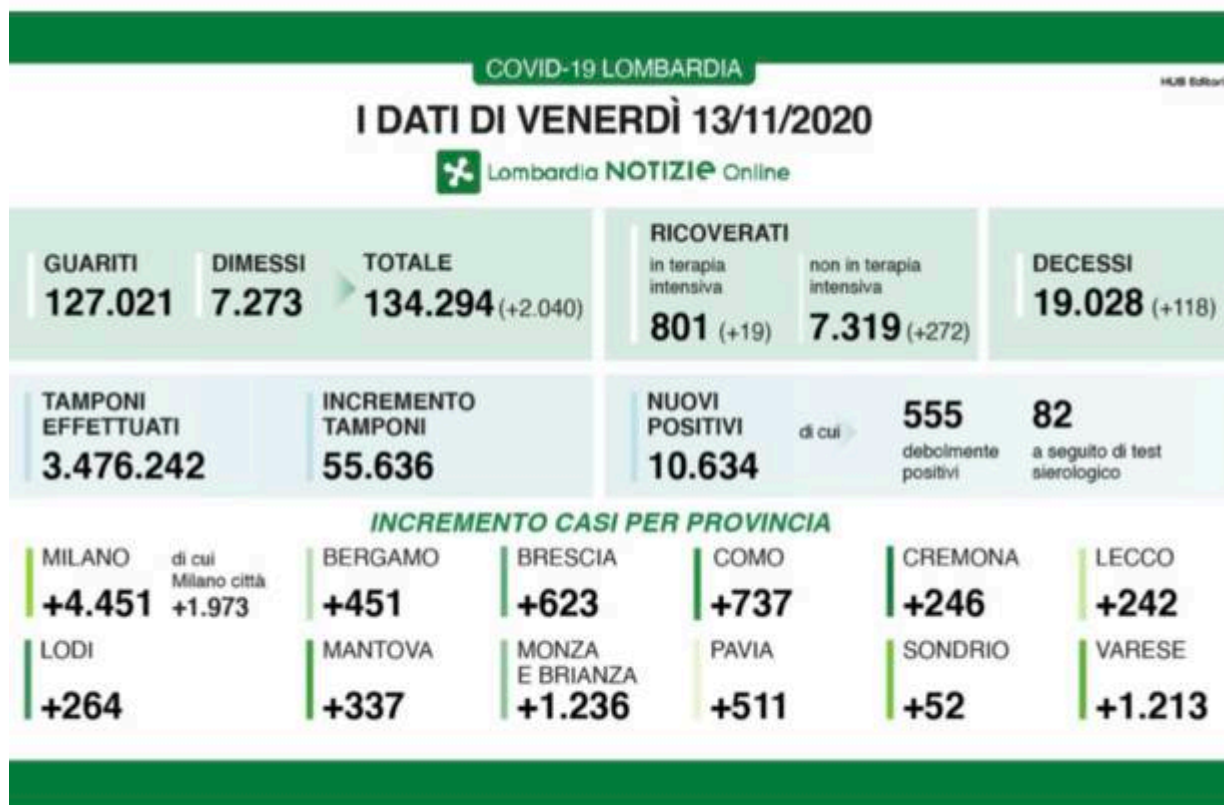 COVID-19 LOMBARDIA
HUB Editori
I DATI DI VENERDÌ 13/11/2020
Lombardia NOTIZIE Online
GUARITI
127.021
DIMESSI
7.273
TOTALE
134.294 (+2.040)
RICOVERATI
in terapia
intensiva
801 (+19)
non in terapia
intensiva
7.319 (+272)
DECESSI
19.028 (+118)
TAMPONI
EFFETTUATI
3.476.242
INCREMENTO
TAMPONI
55.636
NUOVI
POSITIVI
10.634
di cui
555
debolmente
positivi
82
a seguito di test
sierologico
INCREMENTO CASI PER PROVINCIA
MILANO
+4.451
di cui
Milano città
+1.973
BERGAMO
+451
BRESCIA
+623
COMO
+737
CREMONA
+246
LECCO
+242
LODI
+264
MANTOVA
+337
MONZA
E BRIANZA
+1.236
PAVIA
+511
SONDRIO
+52
VARESE
+1.213